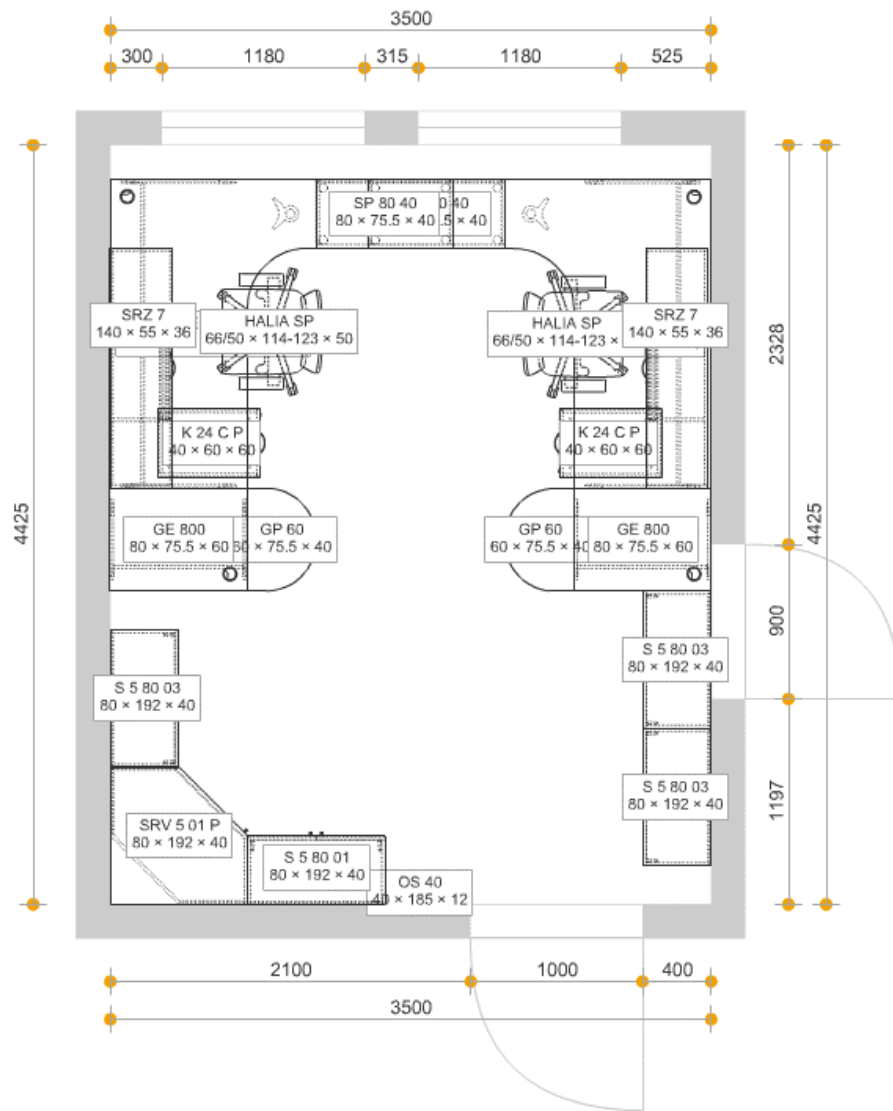 3500
300 1180 315 1180 525
SP 80 40 0 40
80 × 75.5 × 40 .5 × 40
SRZ 7
140 × 55 × 36
HALIA SP
66/50 × 114-123 × 50
HALIA SP
66/50 × 114-123 ×
SRZ 7
140 × 55 × 36
2328
K 24 C P
40 × 60 × 60
K 24 C P
40 × 60 × 60
4425
4425
GE 800
80 × 75.5 × 60
GP 60
60 × 75.5 × 40
GP 60
60 × 75.5 × 40
GE 800
80 × 75.5 × 60
900
S 5 80 03
80 × 192 × 40
S 5 80 03
80 × 192 × 40
1197
S 5 80 03
80 × 192 × 40
SRV 5 01 P
80 × 192 × 40
S 5 80 01
80 × 192 × 40
OS 40
40 × 185 × 12
2100 1000 400
3500